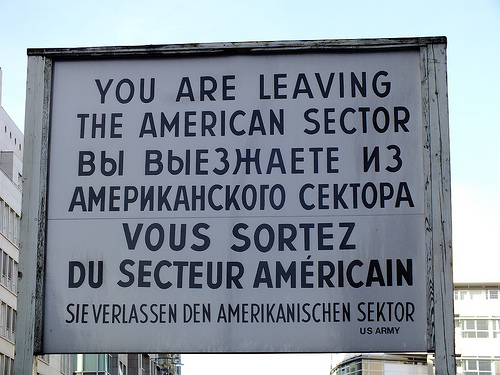 YOU ARE LEAVING
THE AMERICAN SECTOR
ВЫ ВЫЕЗЖАЕТЕ ИЗ
АМЕРИКАНСКОГО СЕКТОРА
VOUS SORTEZ
DU SECTEUR AMÉRICAIN
SIE VERLASSEN DEN AMERIKANISCHEN SEKTOR
US ARMY